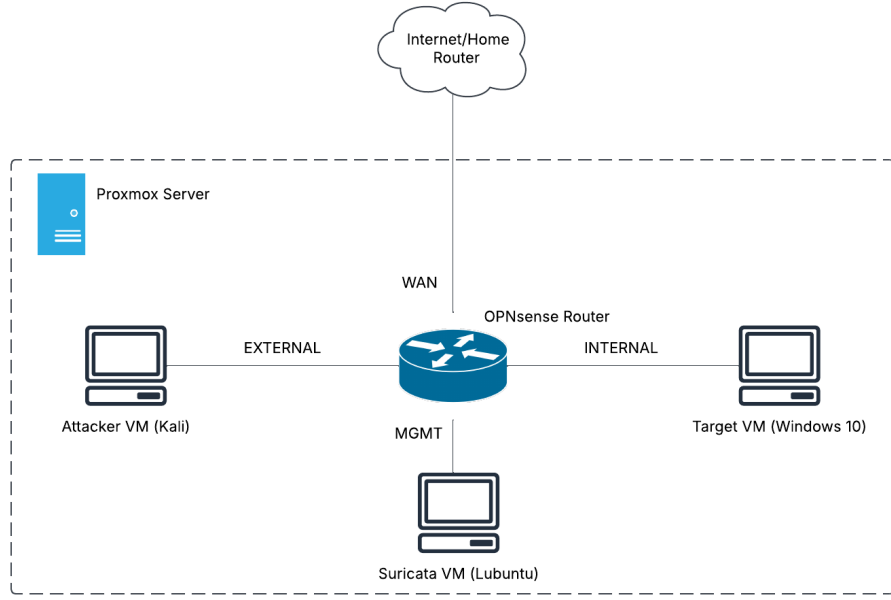 Internet/Home
Router
Proxmox Server
WAN
OPNsense Router
EXTERNAL
INTERNAL
Attacker VM (Kali)
MGMT
Target VM (Windows 10)
Suricata VM (Lubuntu)